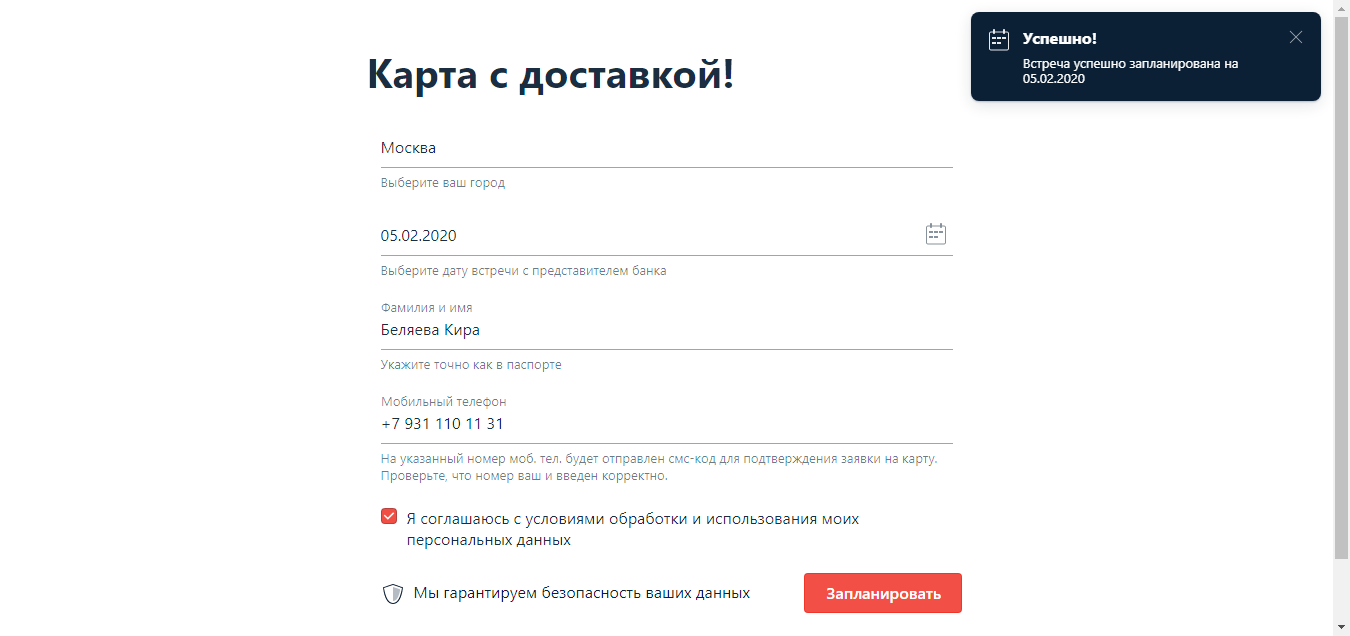 Карта с доставкой!
Успешно!
Встреча успешно запланирована на
05.02.2020
Москва
Выберите ваш город
05.02.2020
Выберите дату встречи с представителем банка
Фамилия и имя
Беляева Кира
Укажите точно как в паспорте
Мобильный телефон
+7 931 110 11 31
На указанный номер моб. тел. будет отправлен смс-код для подтверждения заявки на карту.
Проверьте, что номер ваш и введен корректно.
Я соглашаюсь с условиями обработки и использования моих
персональных данных
Мы гарантируем безопасность ваших данных
Запланировать